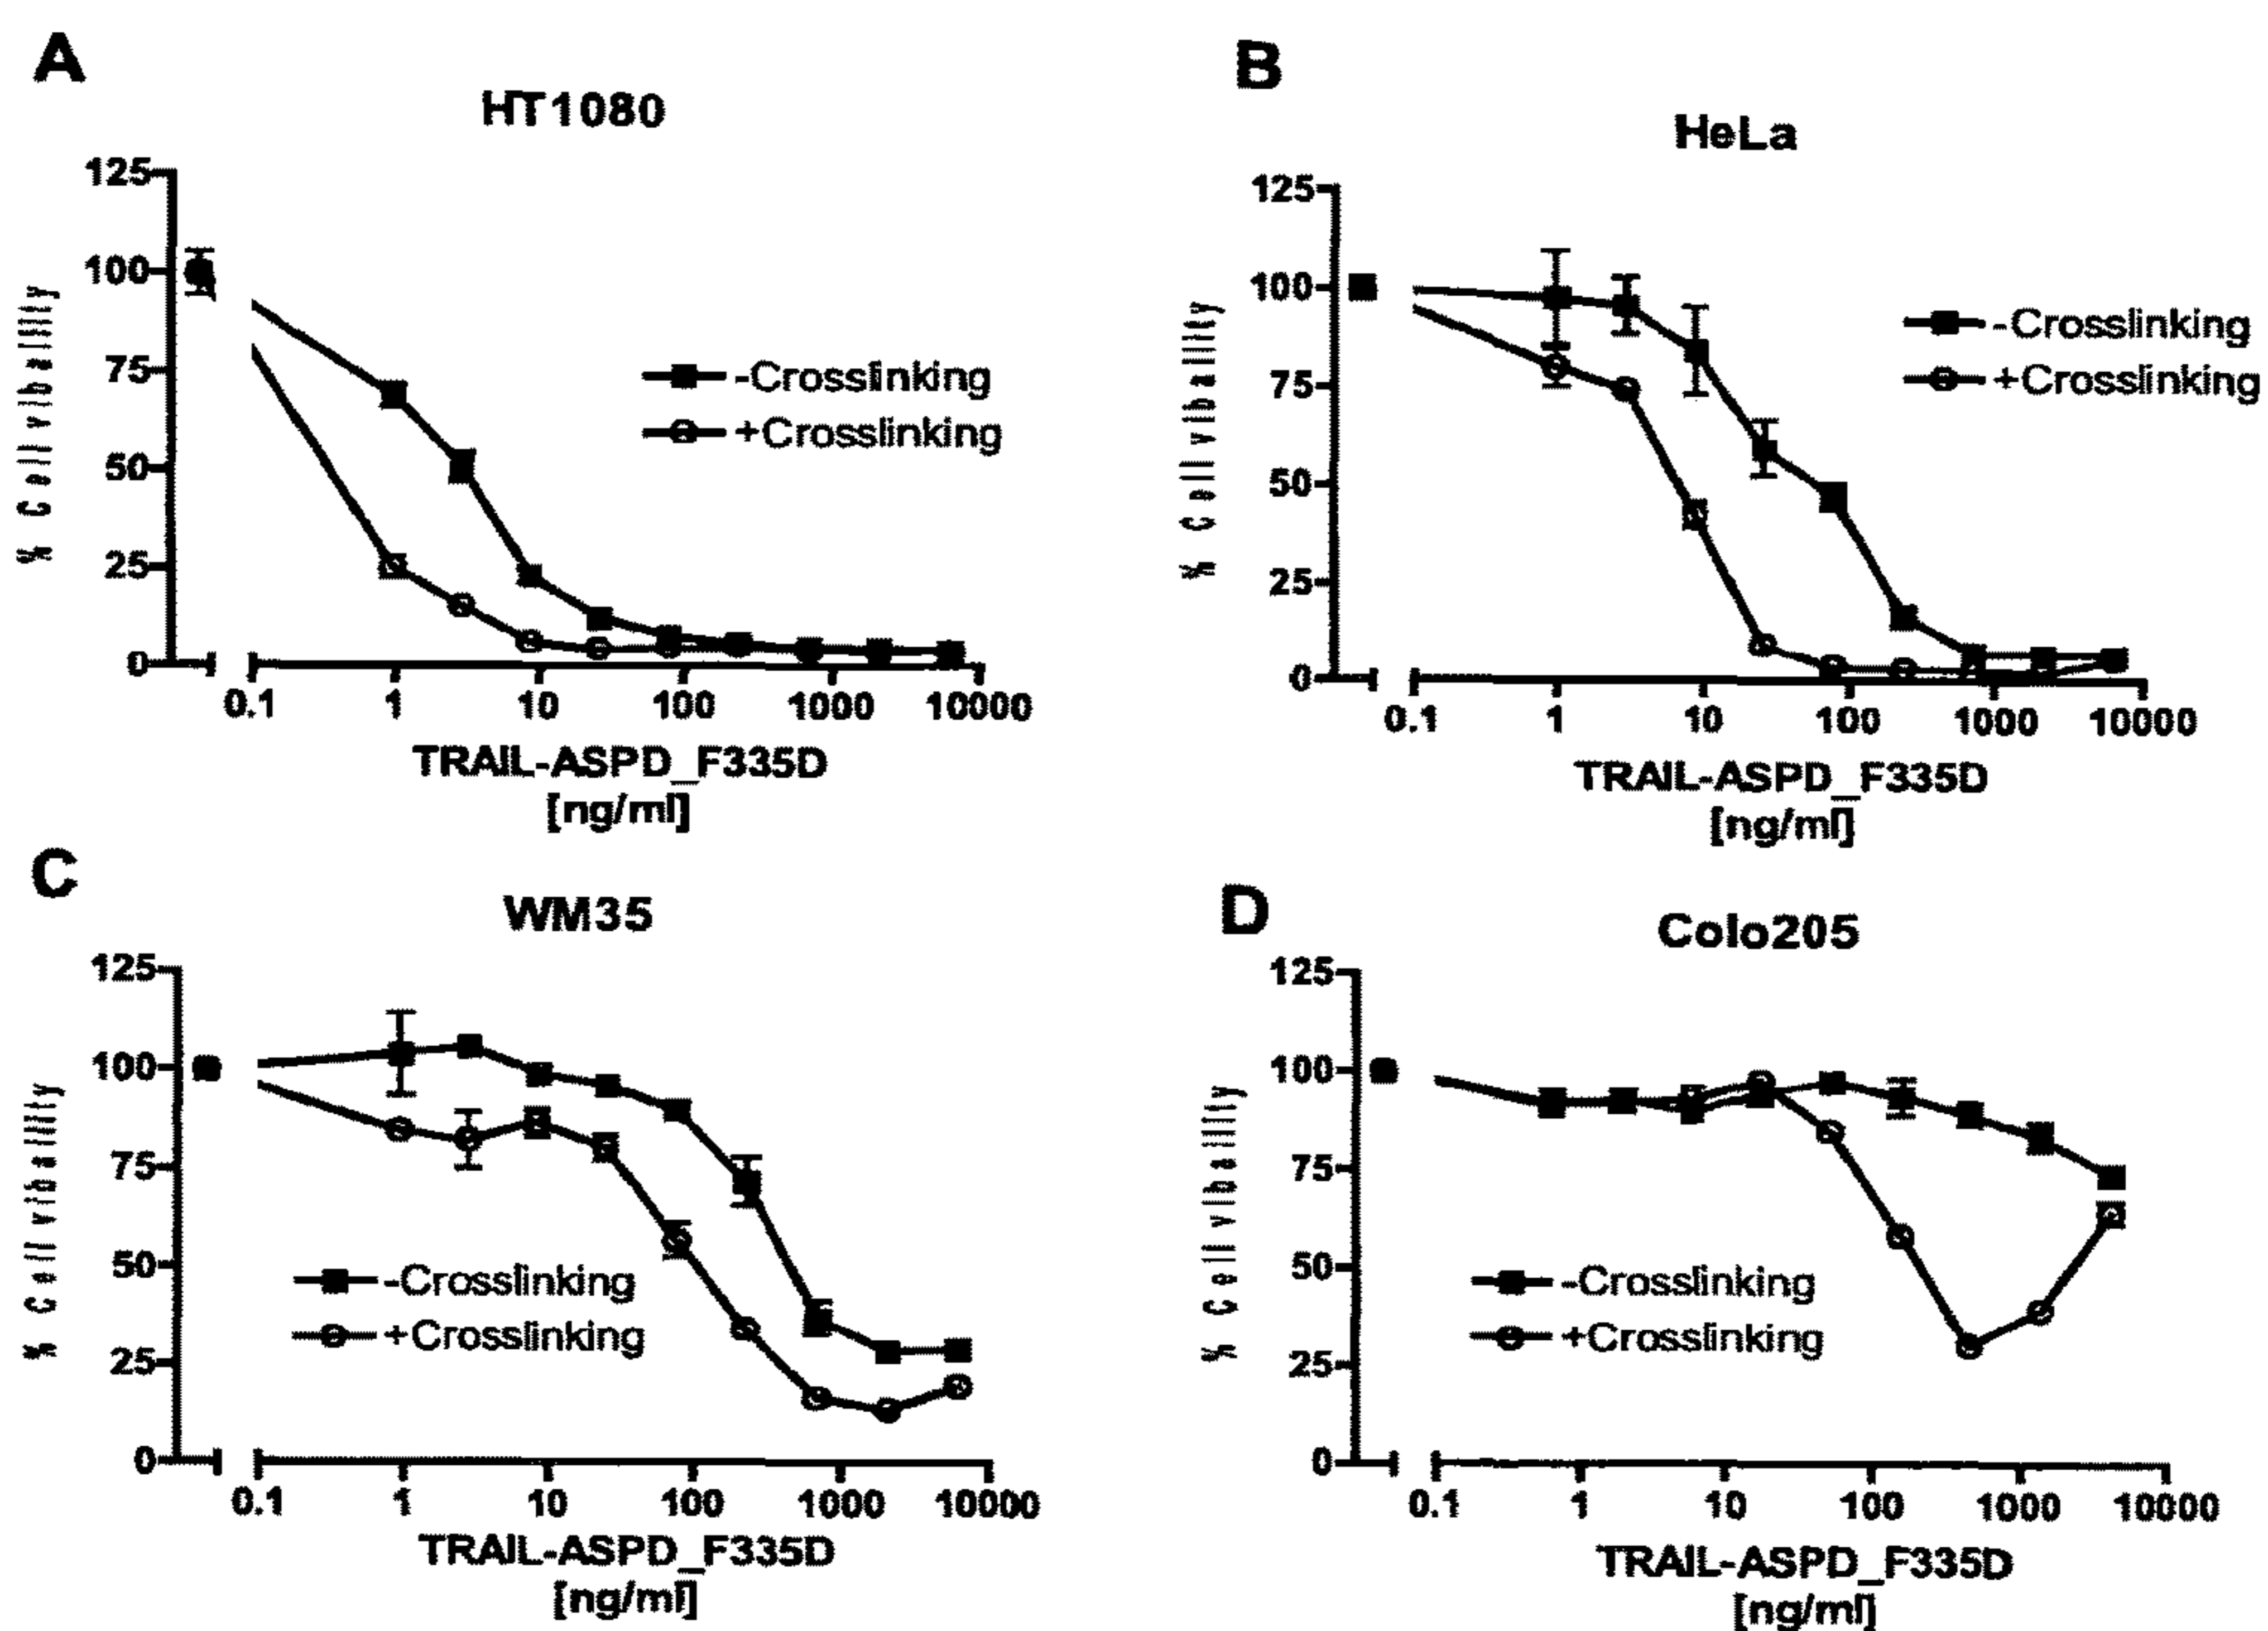 A
HT1080
125
100
75
50
25
0
% Cell vibaility
-Crosslinking
+Crosslinking
0.1 1 10 100 1000 10000
TRAIL-ASPD_F335D
[ng/ml]
B
HeLa
125
100
75
50
25
0
% Cell vibaility
-Crosslinking
+Crosslinking
0.1 1 10 100 1000 10000
TRAIL-ASPD_F335D
[ng/ml]
C
WM35
125
100
75
50
25
0
% Cell vibaility
-Crosslinking
+Crosslinking
0.1 1 10 100 1000 10000
TRAIL-ASPD_F335D
[ng/ml]
D
Colo205
125
100
75
50
25
0
% Cell vibaility
-Crosslinking
+Crosslinking
0.1 1 10 100 1000 10000
TRAIL-ASPD_F335D
[ng/ml]